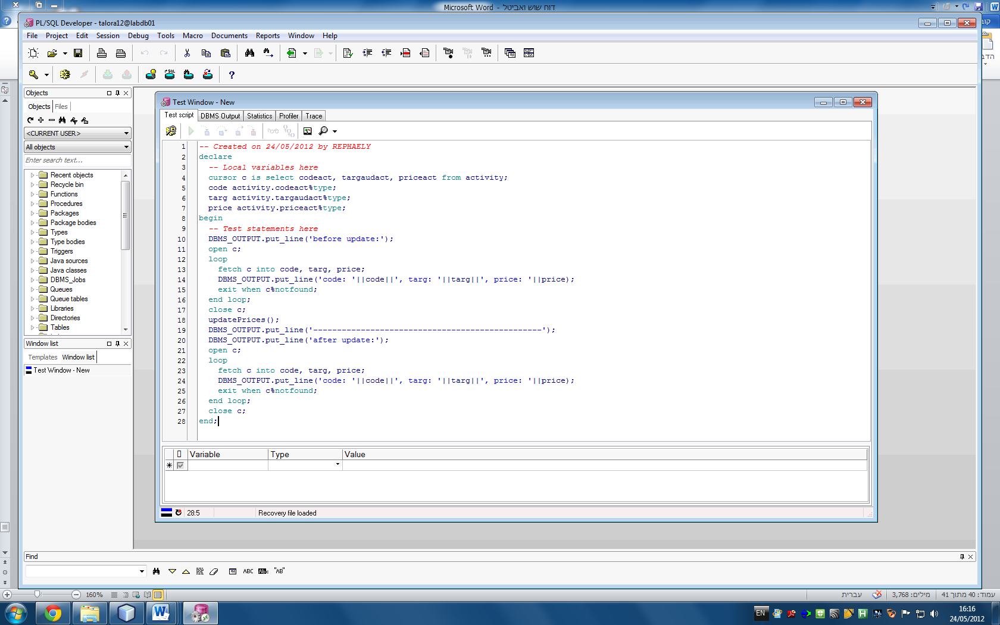 Microsoft Word - דוח שוש ואביטל
PL/SQL Developer - talora12@labdb01
File Project Edit Session Debug Tools Macro Documents Reports Window Help
Objects
Objects Files
<CURRENT USER>
All objects
Enter search text...
Recent objects
Recycle bin
Functions
Procedures
Packages
Package bodies
Types
Type bodies
Triggers
Java sources
Java classes
DBMS_Jobs
Queues
Queue tables
Libraries
Directories
Tables
Window list
Templates Window list
Test Window - New
Test Window - New
Test script DBMS Output Statistics Profiler Trace
1 -- Created on 24/05/2012 by REPHAELY
2 declare
3 -- Local variables here
4 cursor c is select codeact, targaudact, priceact from activity;
5 code activity.codeact%type;
6 targ activity.targaudact%type;
7 price activity.priceact%type;
8 begin
9 -- Test statements here
10 DBMS_OUTPUT.put_line('before update:');
11 open c;
12 loop
13 fetch c into code, targ, price;
14 DBMS_OUTPUT.put_line('code: '||code||', targ: '||targ||', price: '||price);
15 exit when c%notfound;
16 end loop;
17 close c;
18 updatePrices();
19 DBMS_OUTPUT.put_line('------------------------------------------------');
20 DBMS_OUTPUT.put_line('after update:');
21 open c;
22 loop
23 fetch c into code, targ, price;
24 DBMS_OUTPUT.put_line('code: '||code||', targ: '||targ||', price: '||price);
25 exit when c%notfound;
26 end loop;
27 close c;
28 end;
Variable Type Value
28:5 Recovery file loaded
Find
ABC "AB"
160%
עמוד: 40 מתוך 41 מילים: 3,768 עברית
EN
16:16
24/05/2012